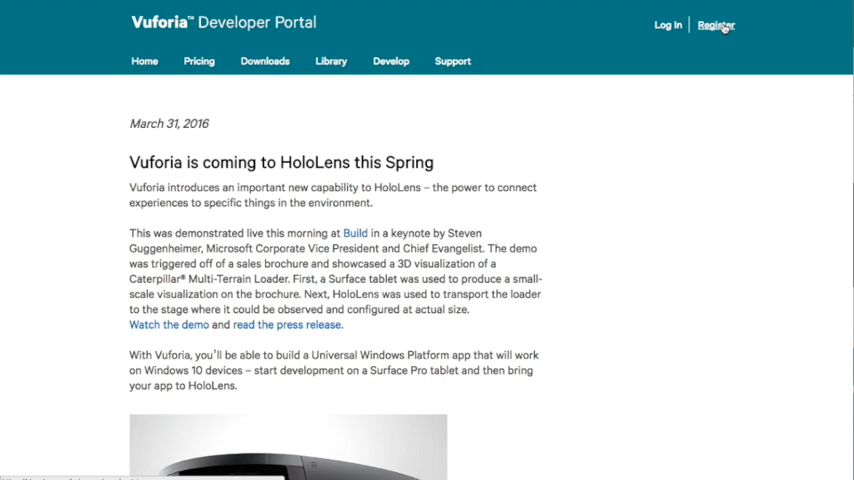 Vuforia™ Developer Portal
Log In | Register
Home Pricing Downloads Library Develop Support
March 31, 2016
Vuforia is coming to HoloLens this Spring
Vuforia introduces an important new capability to HoloLens – the power to connect
experiences to specific things in the environment.
This was demonstrated live this morning at Build in a keynote by Steven
Guggenheimer, Microsoft Corporate Vice President and Chief Evangelist. The demo
was triggered off of a sales brochure and showcased a 3D visualization of a
Caterpillar® Multi-Terrain Loader. First, a Surface tablet was used to produce a small-
scale visualization on the brochure. Next, HoloLens was used to transport the loader
to the stage where it could be observed and configured at actual size.
Watch the demo and read the press release.
With Vuforia, you'll be able to build a Universal Windows Platform app that will work
on Windows 10 devices – start development on a Surface Pro tablet and then bring
your app to HoloLens.